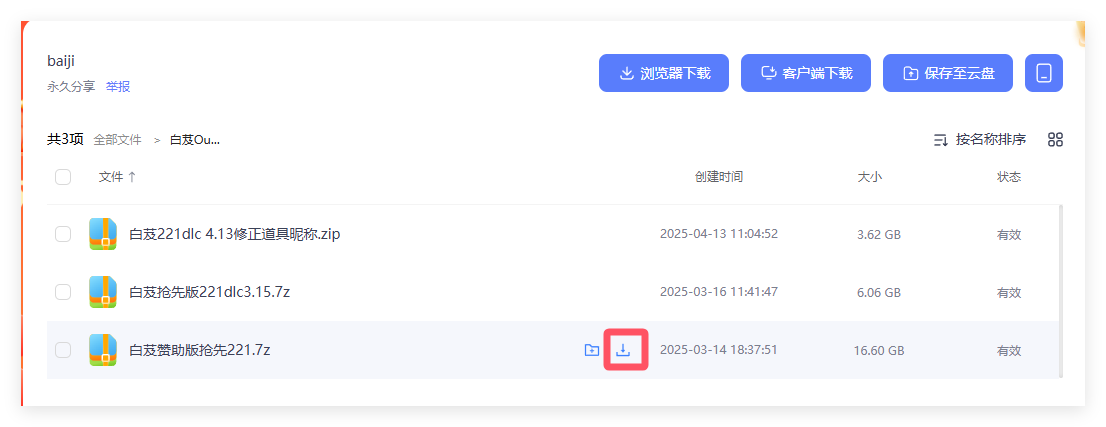 baiji
永久分享 举报
浏览器下载 客户端下载 保存至云盘
共3项 全部文件 > 白芨Ou... 按名称排序
文件 ↑ 创建时间 大小 状态
白芨221dlc 4.13修正道具昵称.zip 2025-04-13 11:04:52 3.62 GB 有效
白芨抢先版221dlc3.15.7z 2025-03-16 11:41:47 6.06 GB 有效
白芨赞助版抢先221.7z 2025-03-14 18:37:51 16.60 GB 有效